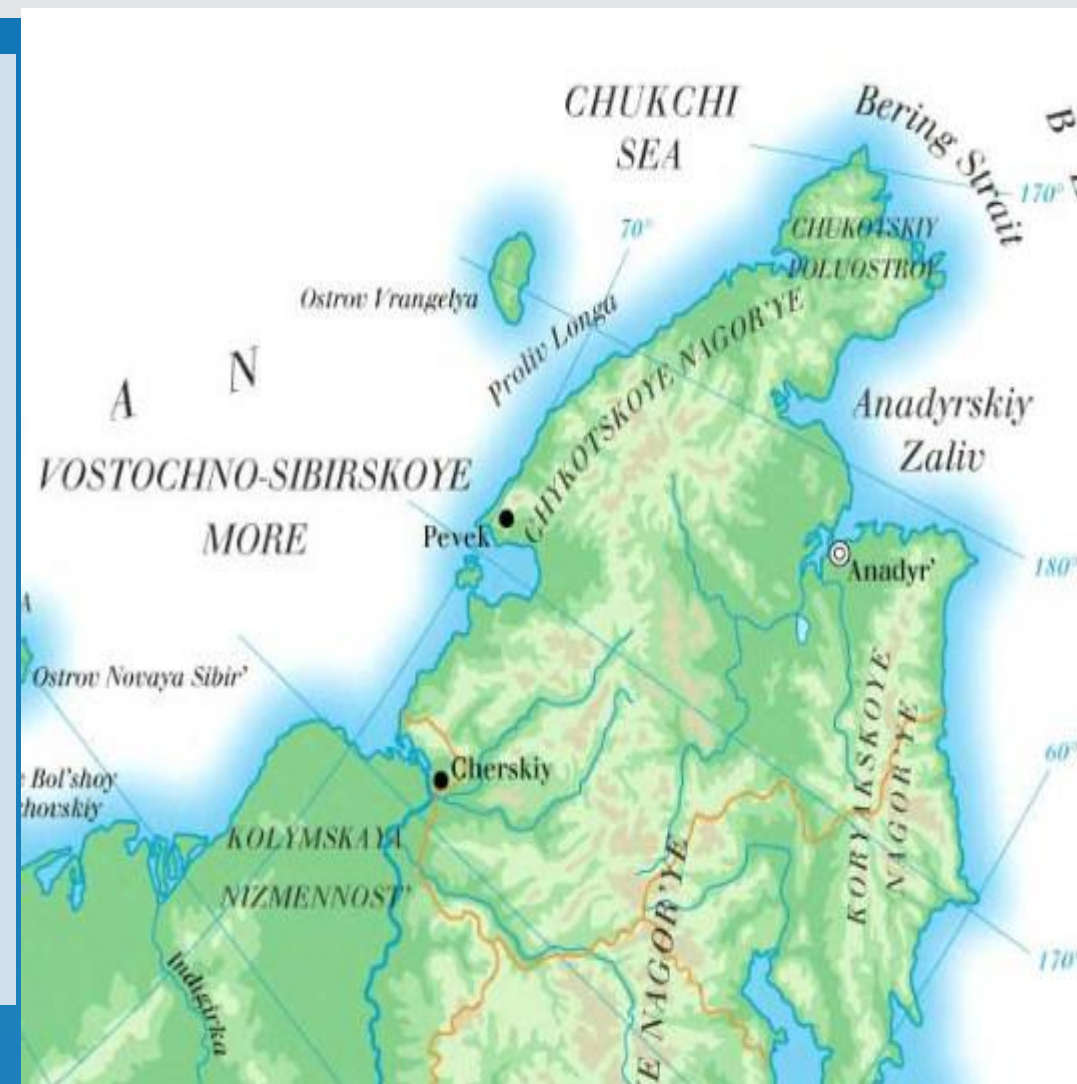 CHUKCHI
SEA
Bering Strait
B
170°
70°
CHUKOTSKIY
POLUOSTROV
Ostrov Vrangelya
Proliv Longa
CHYKOTSKOYE NAGOR'YE
A N
Anadyrskiy
Zaliv
VOSTOCHNO-SIBIRSKOYE
MORE
Pevek
Anadyr'
180°
A
Ostrov Novaya Sibir'
KORYAKSKOYE
NAGOR'YE
60°
Bol'shoy
hovskiy
Cherskiy
KOLYMSKAYA
NIZMENNOST'
Indigirka
E NAGOR'YE
170°